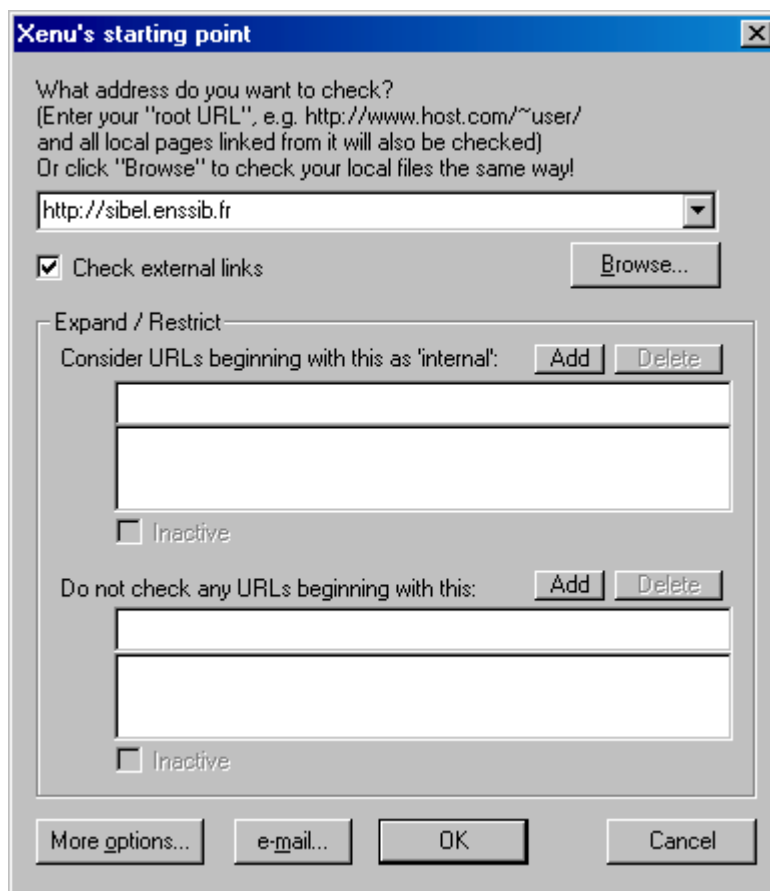 Xenu's starting point
What address do you want to check?
(Enter your "root URL", e.g. http://www.host.com/~user/
and all local pages linked from it will also be checked)
Or click "Browse" to check your local files the same way!
http://sibel.enssib.fr
Check external links
Browse...
Expand / Restrict
Consider URLs beginning with this as 'internal': Add Delete
Inactive
Do not check any URLs beginning with this: Add Delete
Inactive
More options... e-mail... OK Cancel